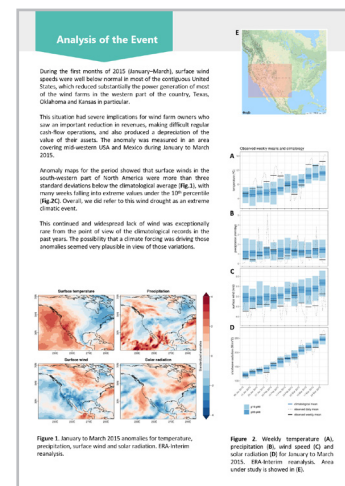 Analysis of the Event
During the first months of 2015 (January–March), surface wind
speeds were well below normal in most of the contiguous United
States, which reduced substantially the power generation of most
of the wind farms in the western part of the country, Texas,
Oklahoma and Kansas in particular.
This situation had severe implications for wind farm owners who
saw an important reduction in revenues, making difficult regular
cash-flow operations, and also produced a depreciation of the
value of their assets. The anomaly was measured in an area
covering mid-western USA and Mexico during January to March
2015.
Anomaly maps for the period showed that surface winds in the
south-western part of North America were more than three
standard deviations below the climatological average (Fig.1), with
many weeks falling into extreme values under the 10th percentile
(Fig.2C). Overall, we did refer to this wind drought as an extreme
climatic event.
This continued and widespread lack of wind was exceptionally
rare from the point of view of the climatological records in the
past years. The possibility that a climate forcing was driving those
anomalies seemed very plausible in view of those variations.
Surface temperature
Precipitation
Surface wind
Solar radiation
Figure 1. January to March 2015 anomalies for temperature,
precipitation, surface wind and solar radiation. ERA-Interim
reanalysis.
E
Observed weekly means and climatology
A
B
C
D
Figure 2. Weekly temperature (A),
precipitation (B), wind speed (C) and
solar radiation (D) for January to March
2015. ERA-Interim reanalysis. Area
under study is showed in (E).